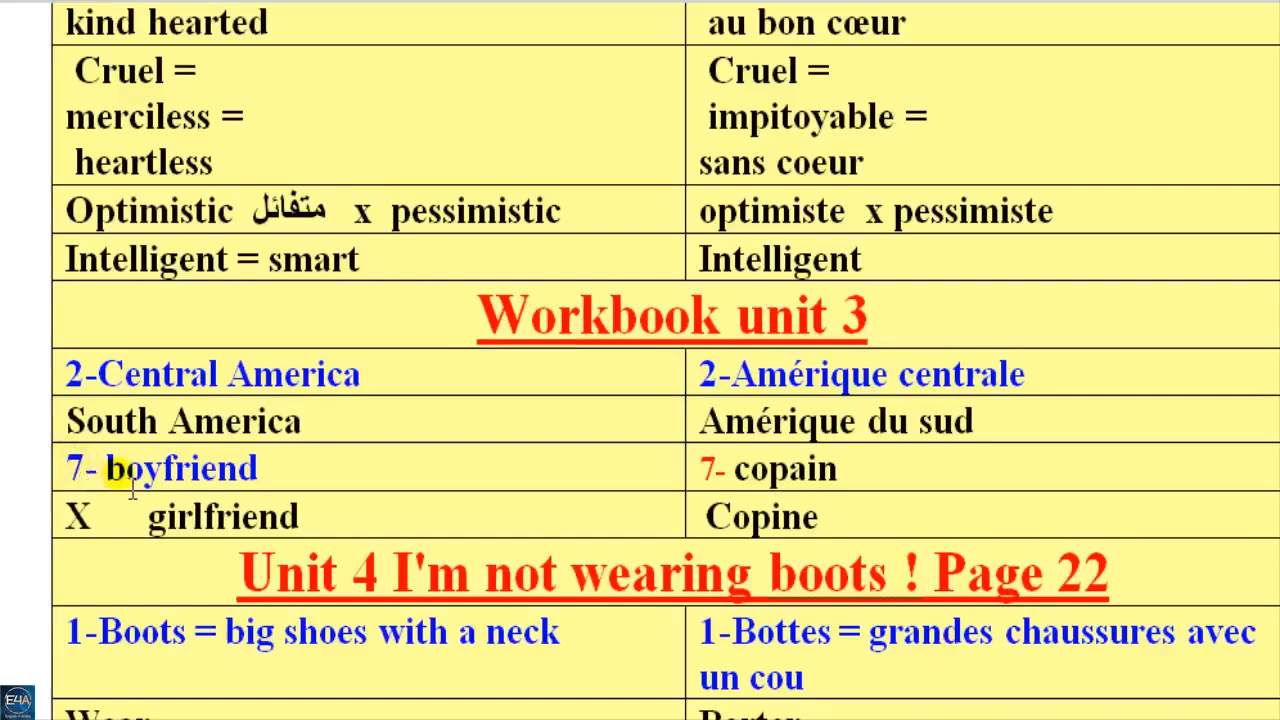 kind hearted au bon cœur
Cruel = Cruel =
merciless = impitoyable =
heartless sans coeur
Optimistic متفائل x pessimistic optimiste x pessimiste
Intelligent = smart Intelligent
Workbook unit 3
2-Central America 2-Amérique centrale
South America Amérique du sud
7- boyfriend 7- copain
X girlfriend Copine
Unit 4 I'm not wearing boots ! Page 22
1-Boots = big shoes with a neck 1-Bottes = grandes chaussures avec
un cou
Wear Porter
E4A